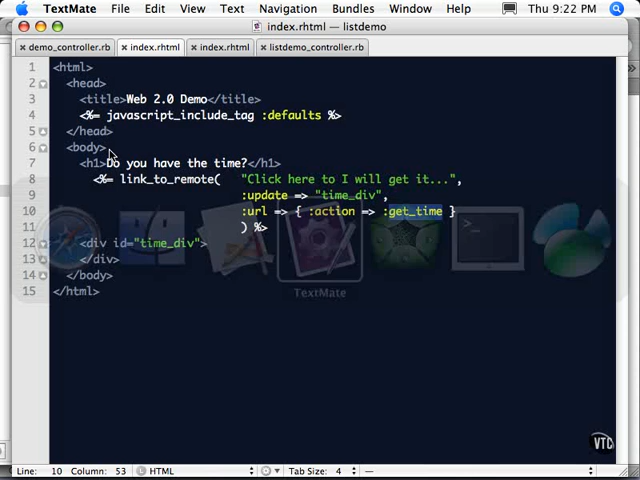 TextMate File Edit View Text Navigation Bundles Window Help Thu 9:22 PM
index.rhtml — listdemo
demo_controller.rb index.rhtml index.rhtml listdemo_controller.rb
1 <html>
2 <head>
3 <title>Web 2.0 Demo</title>
4 <%= javascript_include_tag :defaults %>
5 </head>
6 <body>
7 <h1>Do you have the time?</h1>
8 <%= link_to_remote( "Click here to I will get it...",
9 :update => "time_div",
10 :url => { :action => :get_time }
11 ) %>
12 <div id="time_div">
13 </div>
14 </body>
15 </html>
TextMate
VTC
Line: 10 Column: 53 HTML Tab Size: 4 —